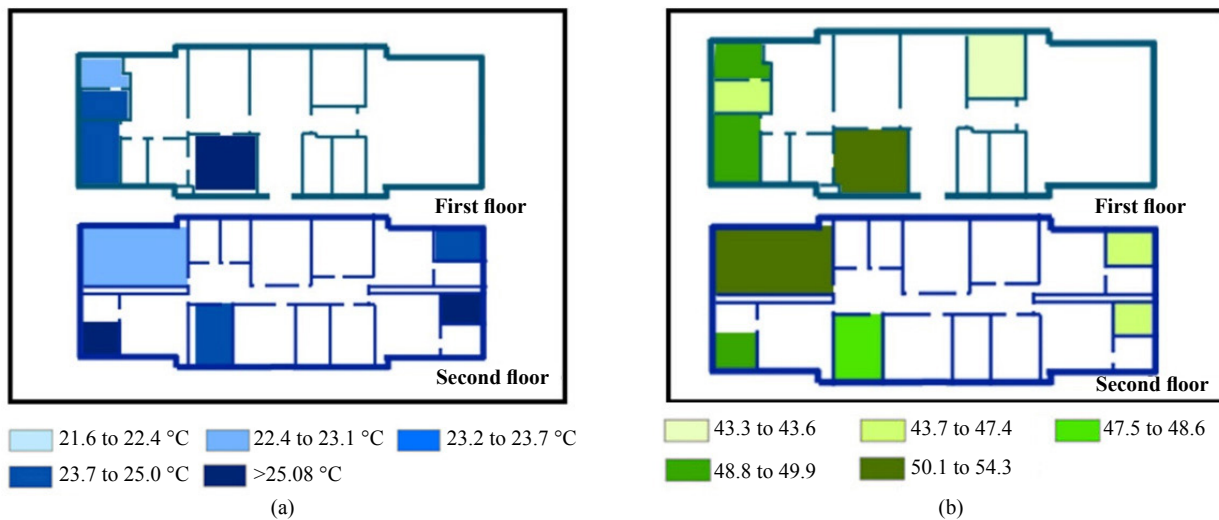 First floor
First floor
Second floor
Second floor
21.6 to 22.4 °C
22.4 to 23.1 °C
23.2 to 23.7 °C
23.7 to 25.0 °C
>25.08 °C
(a)
43.3 to 43.6
43.7 to 47.4
47.5 to 48.6
48.8 to 49.9
50.1 to 54.3
(b)